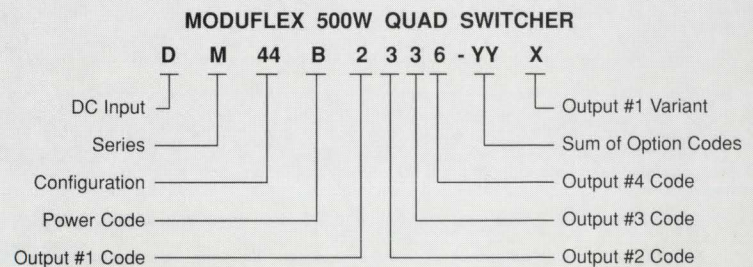 MODUFLEX 500W QUAD SWITCHER
D M 44 B 2 3 3 6 - YY X
DC Input Output #1 Variant
Series Sum of Option Codes
Configuration Output #4 Code
Power Code Output #3 Code
Output #1 Code Output #2 Code